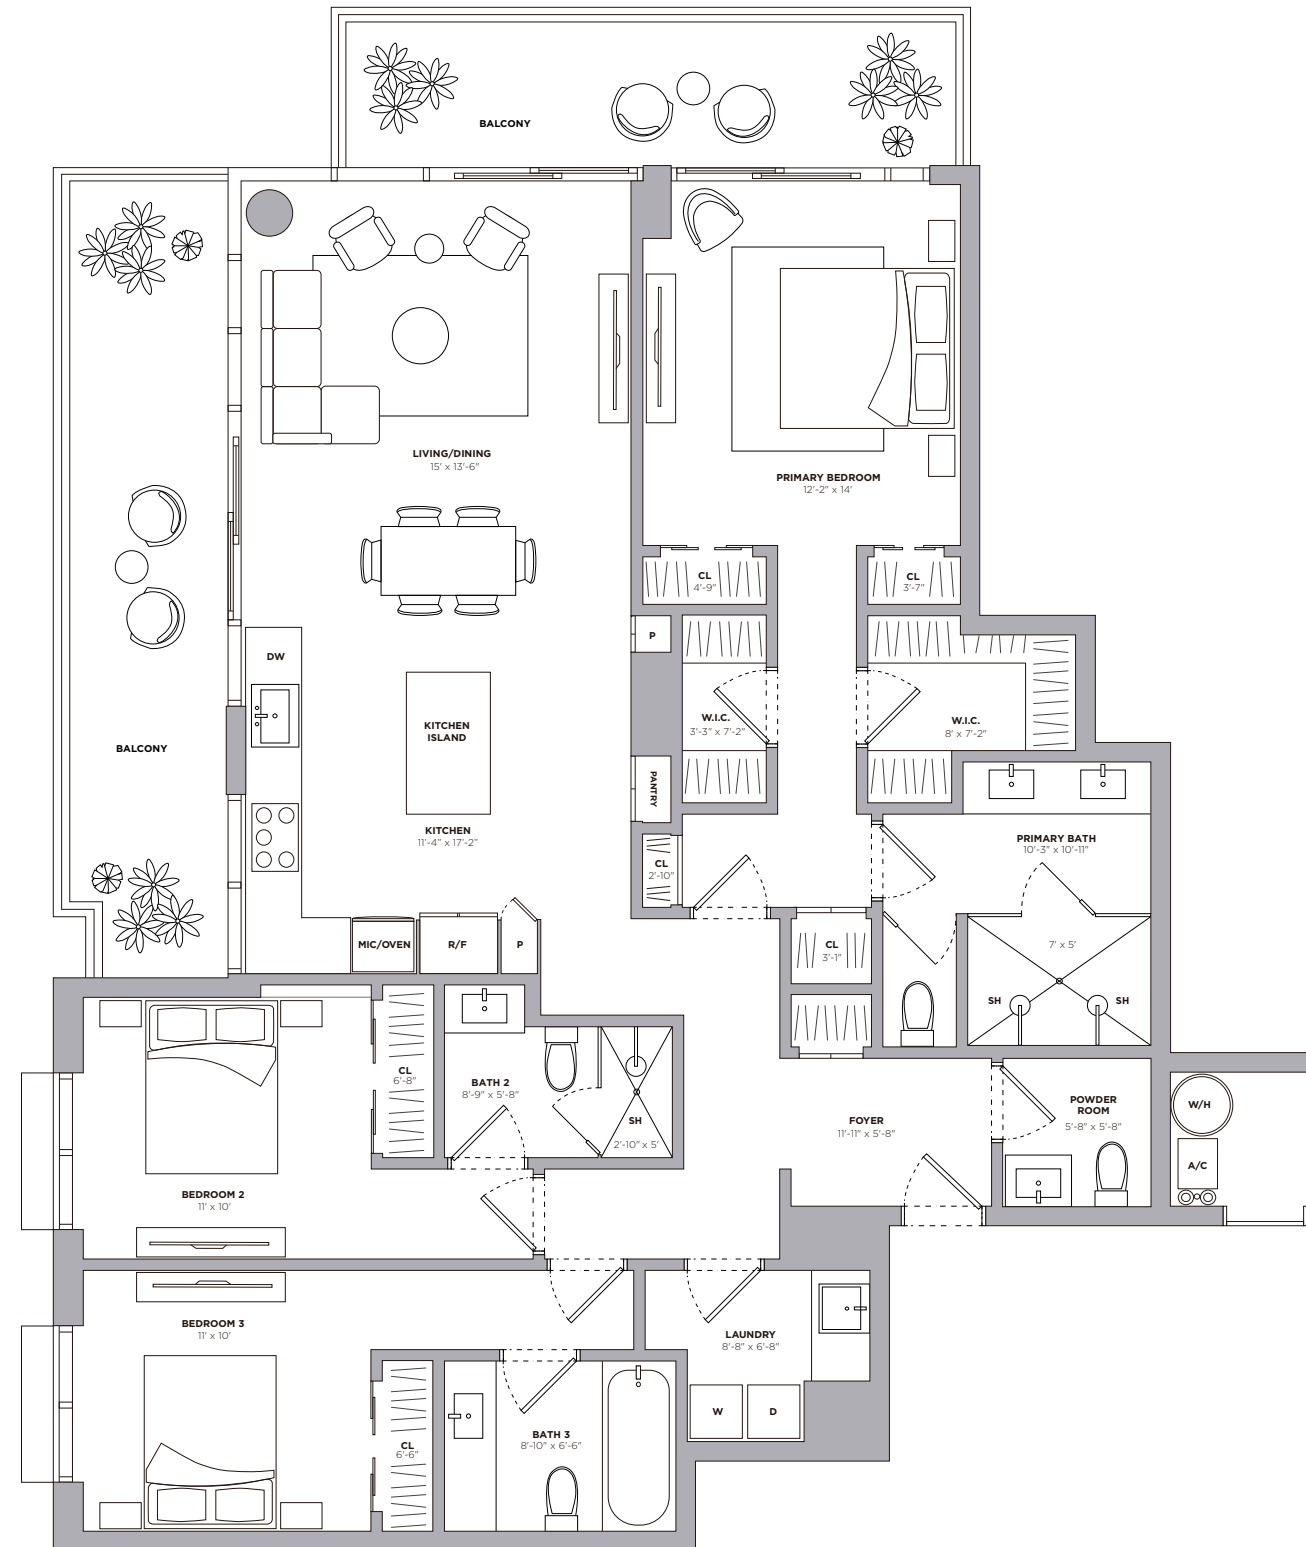 BALCONY
LIVING/DINING
15' x 13'-6"
PRIMARY BEDROOM
12'-2" x 14'
CL
4'-9"
CL
3'-7"
P
DW
W.I.C.
3'-3" x 7'-2"
W.I.C.
8' x 7'-2"
KITCHEN
ISLAND
BALCONY
PANTRY
KITCHEN
11'-4" x 17'-2"
PRIMARY BATH
10'-3" x 10'-11"
CL
2'-10"
MIC/OVEN
R/F
P
CL
3'-1"
7' x 5'
SH
SH
CL
6'-8"
BATH 2
8'-9" x 5'-8"
SH
2'-10" x 5'
FOYER
11'-11" x 5'-8"
POWDER
ROOM
5'-8" x 5'-8"
W/H
A/C
BEDROOM 2
11' x 10'
BEDROOM 3
11' x 10'
LAUNDRY
8'-8" x 6'-8"
W
D
CL
6'-6"
BATH 3
8'-10" x 6'-6"